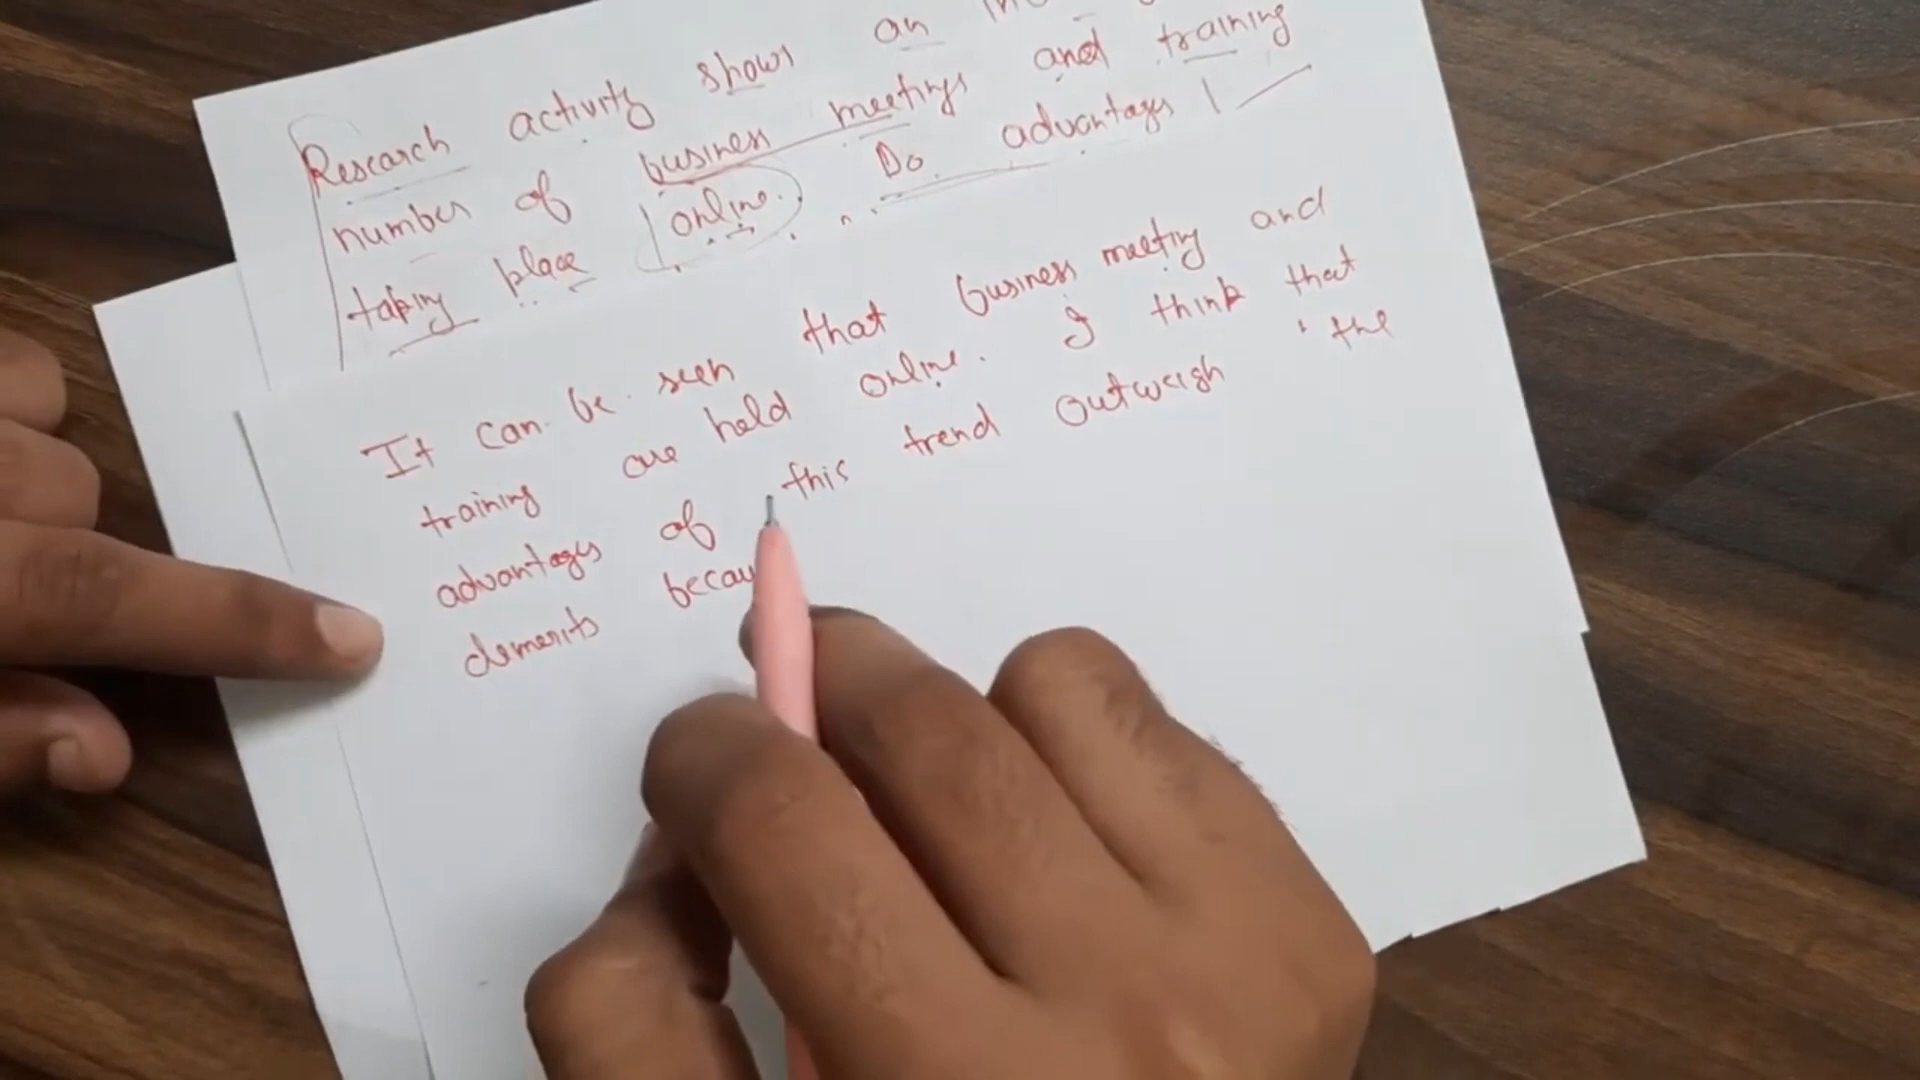 Research activity shows an
number of business meetings and training
taking place online. Do advantages
It can be seen that business meeting and
training are held online. I think that
advantages of this trend outweigh the
demerits becau